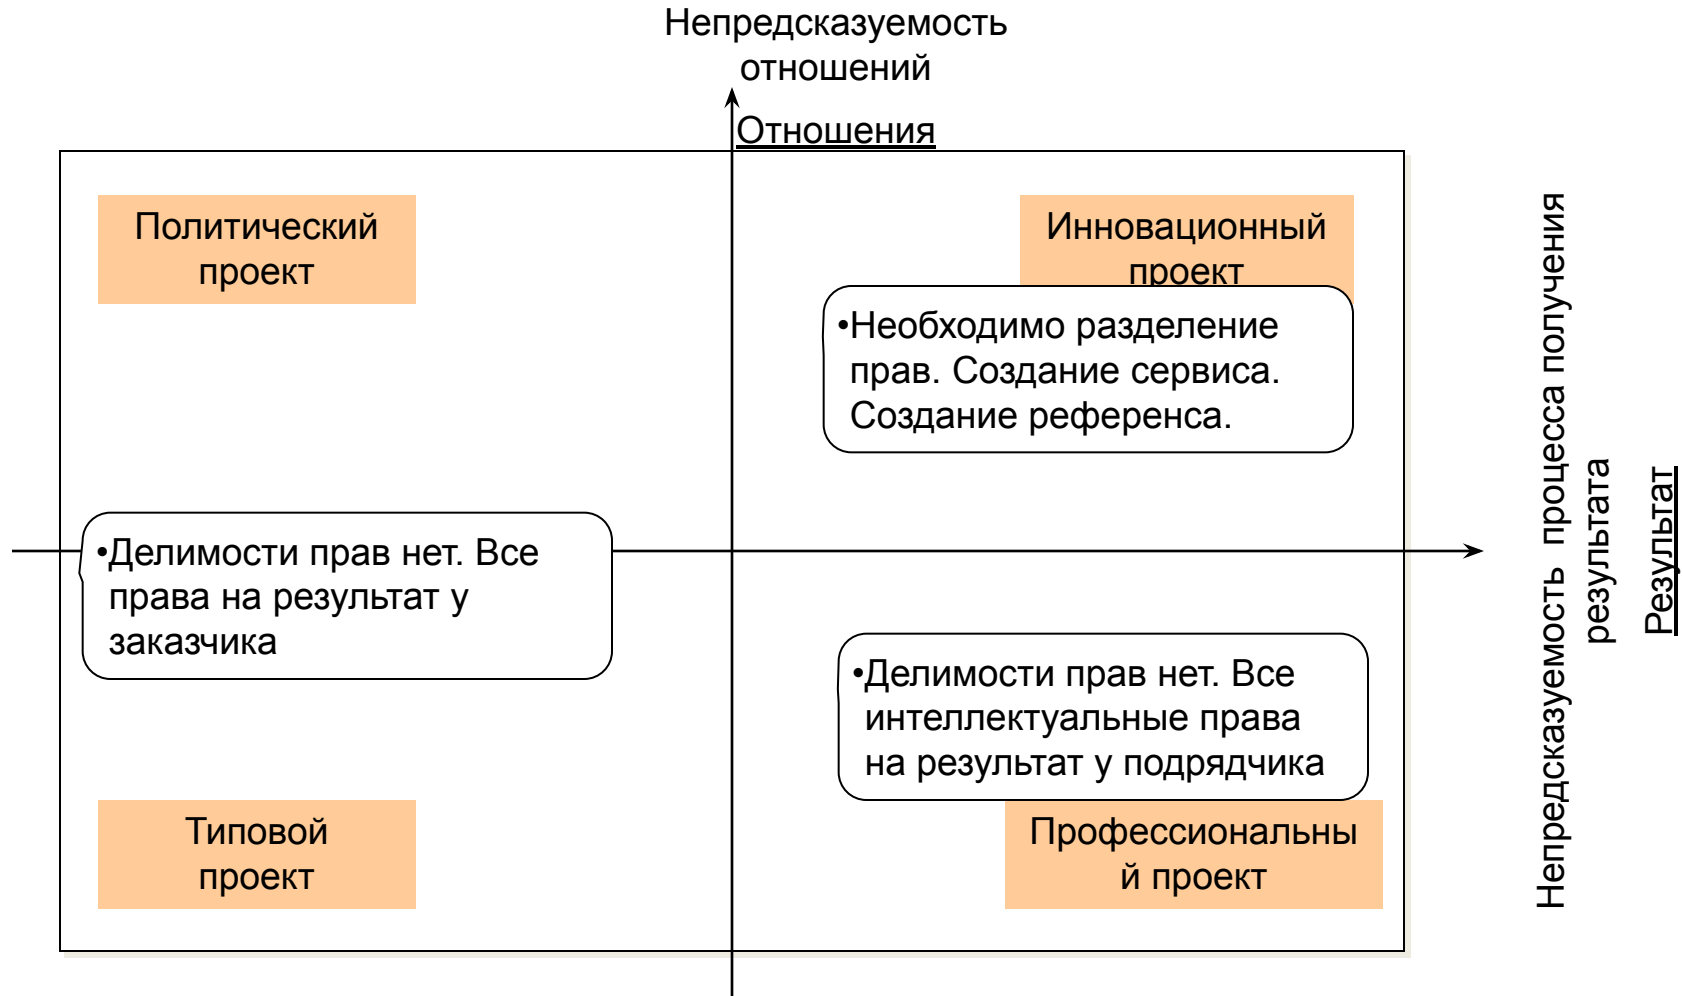 Непредсказуемость
отношений
Отношения
Политический
проект
Инновационный
проект
•Необходимо разделение
прав. Создание сервиса.
Создание референса.
•Делимости прав нет. Все
права на результат у
заказчика
•Делимости прав нет. Все
интеллектуальные права
на результат у подрядчика
Типовой
проект
Профессиональны
й проект
Непредсказуемость процесса получения
результата
Результат